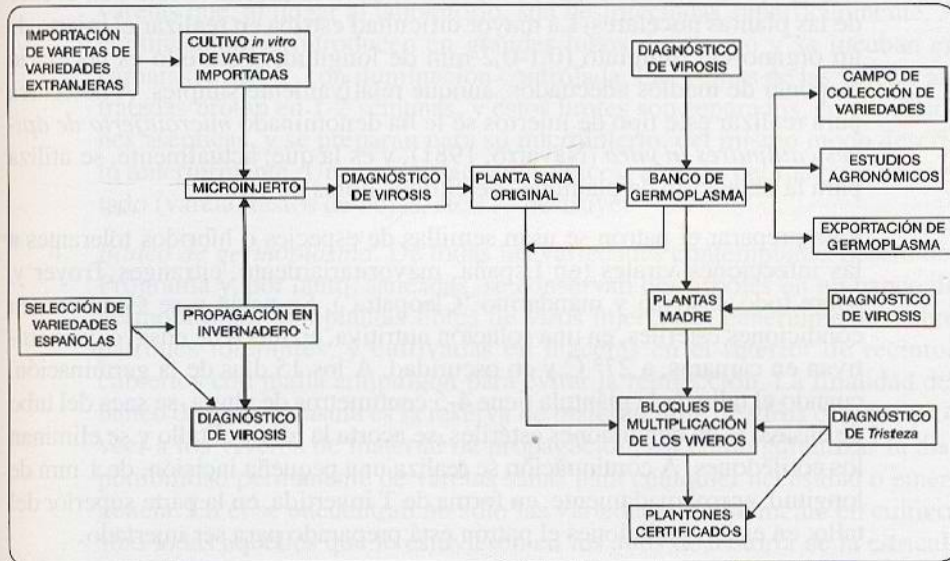 IMPORTACIÓN
DE VARETAS DE
VARIEDADES
EXTRANJERAS
CULTIVO in vitro
DE VARETAS
IMPORTADAS
DIAGNÓSTICO
DE VIROSIS
CAMPO DE
COLECCIÓN DE
VARIEDADES
MICROINJERTO
DIAGNÓSTICO
DE VIROSIS
PLANTA SANA
ORIGINAL
BANCO DE
GERMOPLASMA
ESTUDIOS
AGRONÓMICOS
EXPORTACIÓN DE
GERMOPLASMA
SELECCIÓN DE
VARIEDADES
ESPAÑOLAS
PROPAGACIÓN EN
INVERNADERO
PLANTAS
MADRE
DIAGNÓSTICO
DE VIROSIS
DIAGNÓSTICO
DE VIROSIS
BLOQUES DE
MULTIPLICACIÓN
DE LOS VIVEROS
DIAGNÓSTICO
DE Tristeza
PLANTONES
CERTIFICADOS